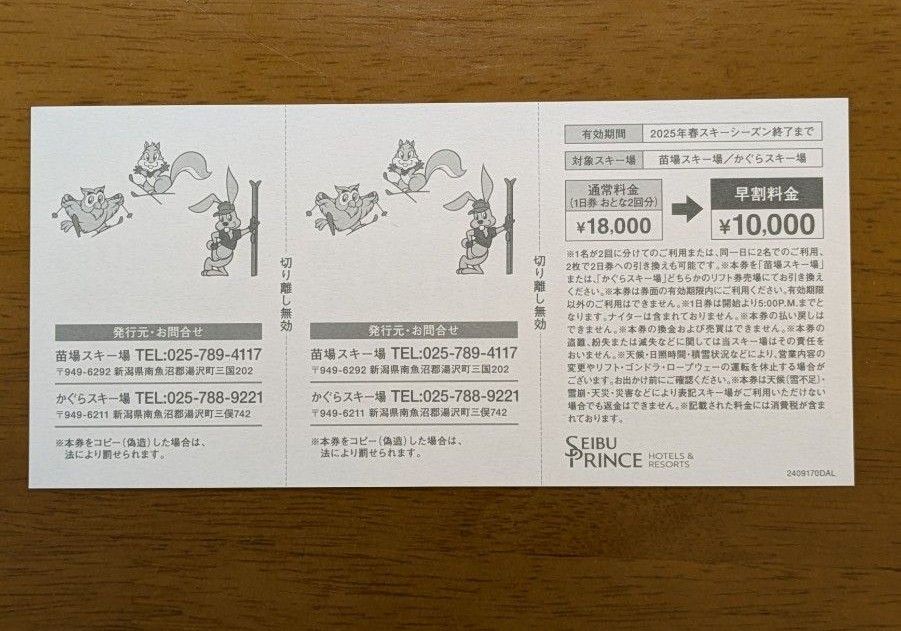 切り離し無効
発行元・お問合せ
苗場スキー場 TEL:025-789-4117
〒949-6292 新潟県南魚沼郡湯沢町三国202
かぐらスキー場 TEL:025-788-9221
〒949-6211 新潟県南魚沼郡湯沢町三俣742
※本券をコピー(偽造)した場合は、
法により罰せられます。
切り離し無効
発行元・お問合せ
苗場スキー場 TEL:025-789-4117
〒949-6292 新潟県南魚沼郡湯沢町三国202
かぐらスキー場 TEL:025-788-9221
〒949-6211 新潟県南魚沼郡湯沢町三俣742
※本券をコピー(偽造)した場合は、
法により罰せられます。
有効期間 2025年春スキーシーズン終了まで
対象スキー場 苗場スキー場/かぐらスキー場
通常料金
(1日券 おとな2回分)
¥18,000
早割料金
¥10,000
※1名が2回に分けてのご利用または、同一日に2名でのご利用、
2枚で2日券への引き換えも可能です。※本券を「苗場スキー場」
または、「かぐらスキー場」どちらかのリフト券売場にてお引き換え
ください。※本券は券面の有効期限内にご利用ください。有効期限
以外のご利用はできません。※1日券は開始より5:00P.M.までと
なります。ナイターは含まれておりません。※本券の払い戻しは
できません。※本券の換金および売買はできません。※本券の
盗難、紛失または滅失などに関しては当スキー場はその責任を
おいません。※天候・日照時間・積雪状況などにより、営業内容の
変更やリフト・ゴンドラ・ロープウェーの運転を休止する場合が
ございます。お出かけ前にご確認ください。※本券は天候(雪不足)・
雪崩・天災・災害などにより表記スキー場がご利用いただけない
場合でも返金はできません。※記載された料金には消費税が含ま
れております。
SEIBU
PRINCE
HOTELS &
RESORTS
2409170DAL